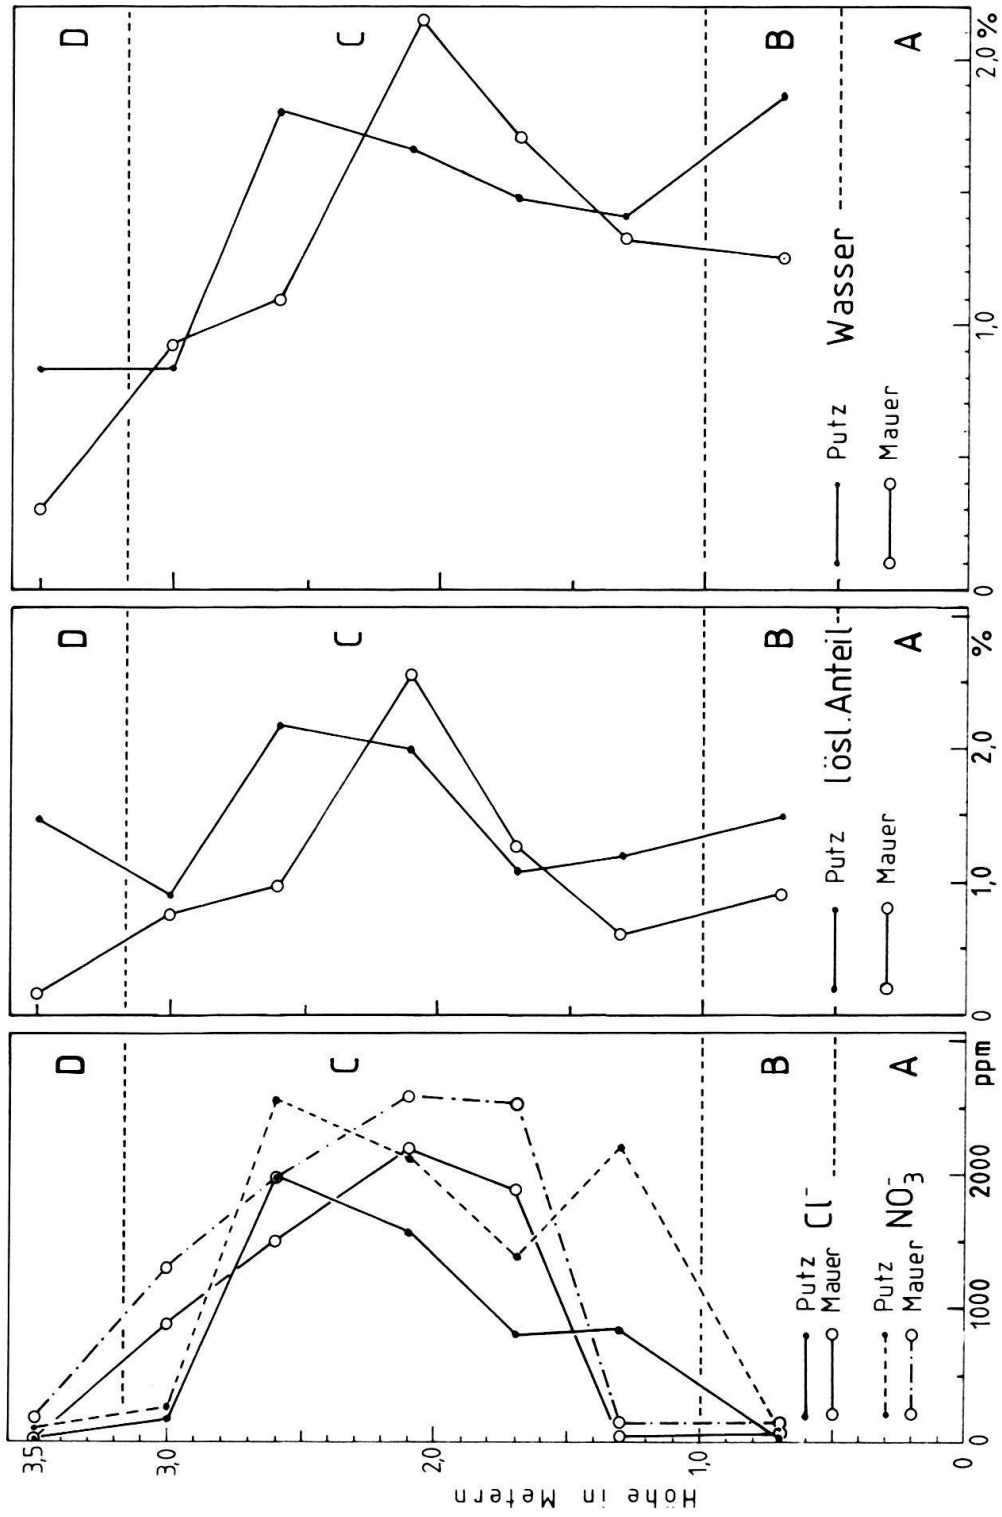 Höhe in Metern
3,5
3,0
2,0
1,0
0
D
C
B
A
Putz
Mauer Cl⁻
Putz
Mauer NO₃⁻
0
1000
2000
ppm
D
C
B
A
lösl. Anteil
Putz
Mauer
0
1,0
2,0
%
D
C
B
A
Wasser
Putz
Mauer
0
1,0
2,0 %